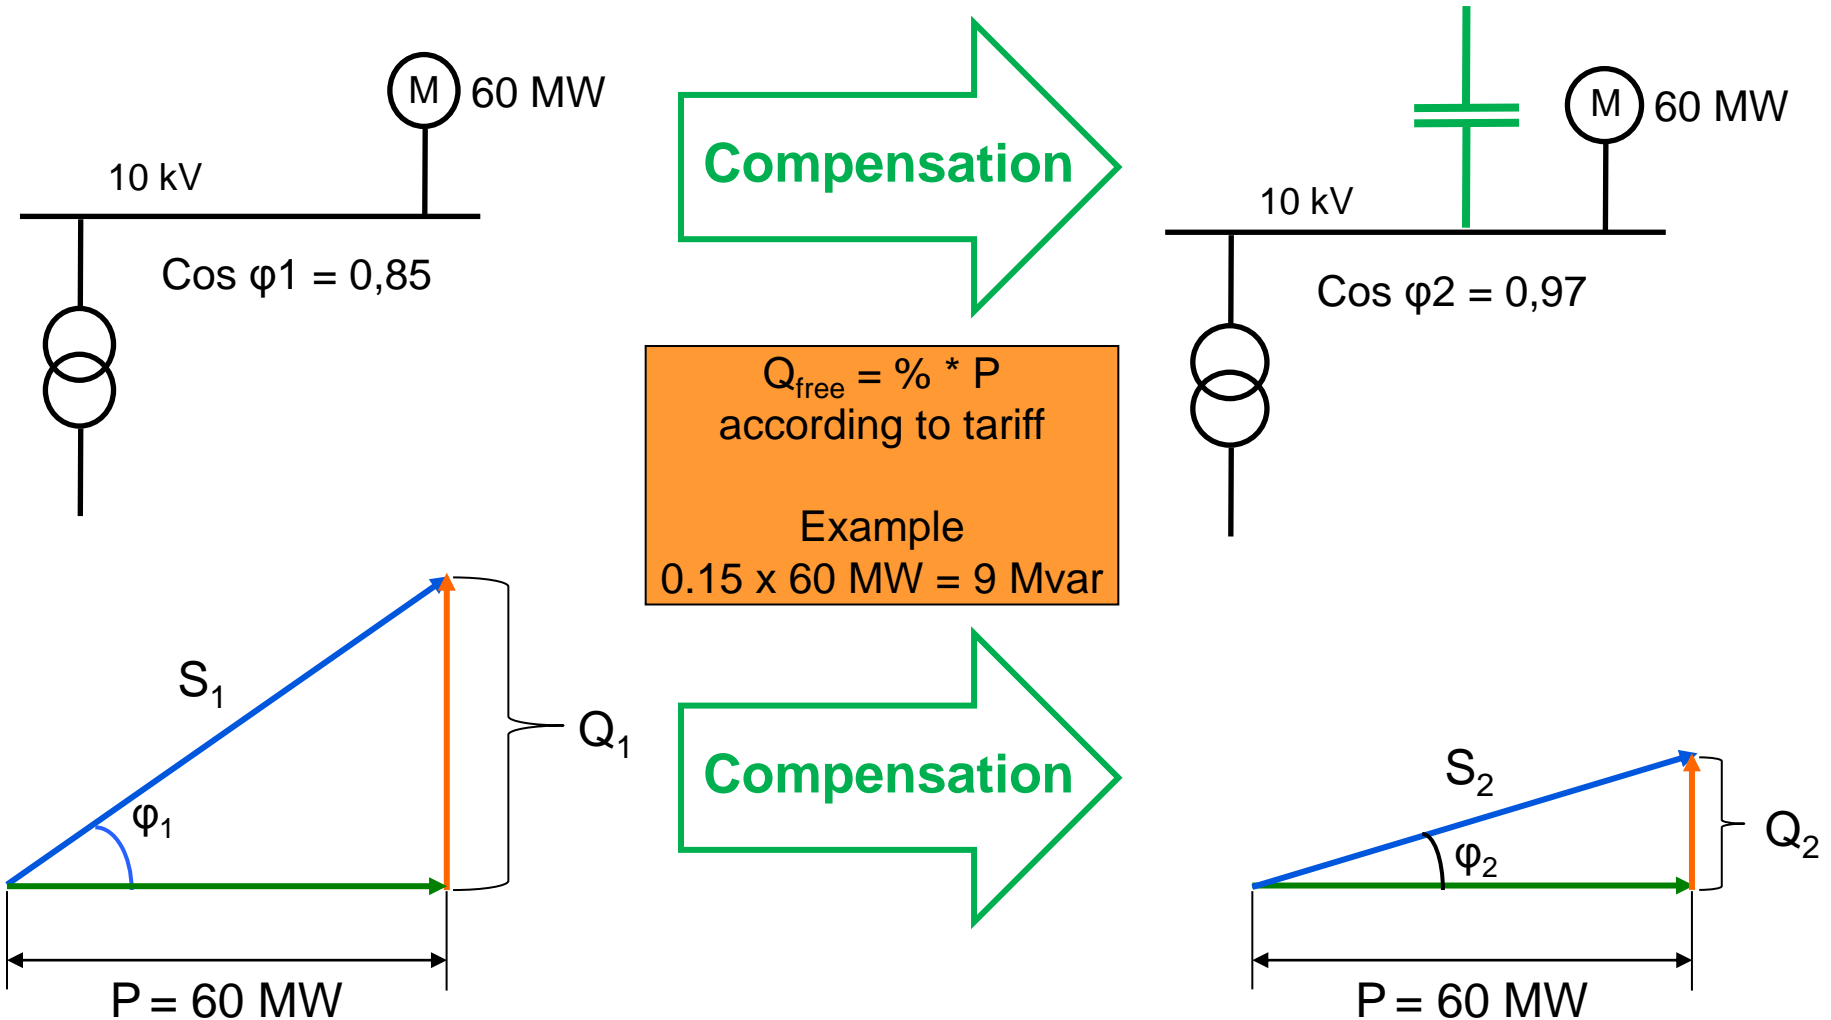 M
60 MW
10 kV
Cos φ1 = 0,85
Compensation
M
60 MW
10 kV
Cos φ2 = 0,97
Q_free = % * P
according to tariff
Example
0.15 x 60 MW = 9 Mvar
S₁
φ₁
Q₁
P = 60 MW
Compensation
S₂
φ₂
Q₂
P = 60 MW